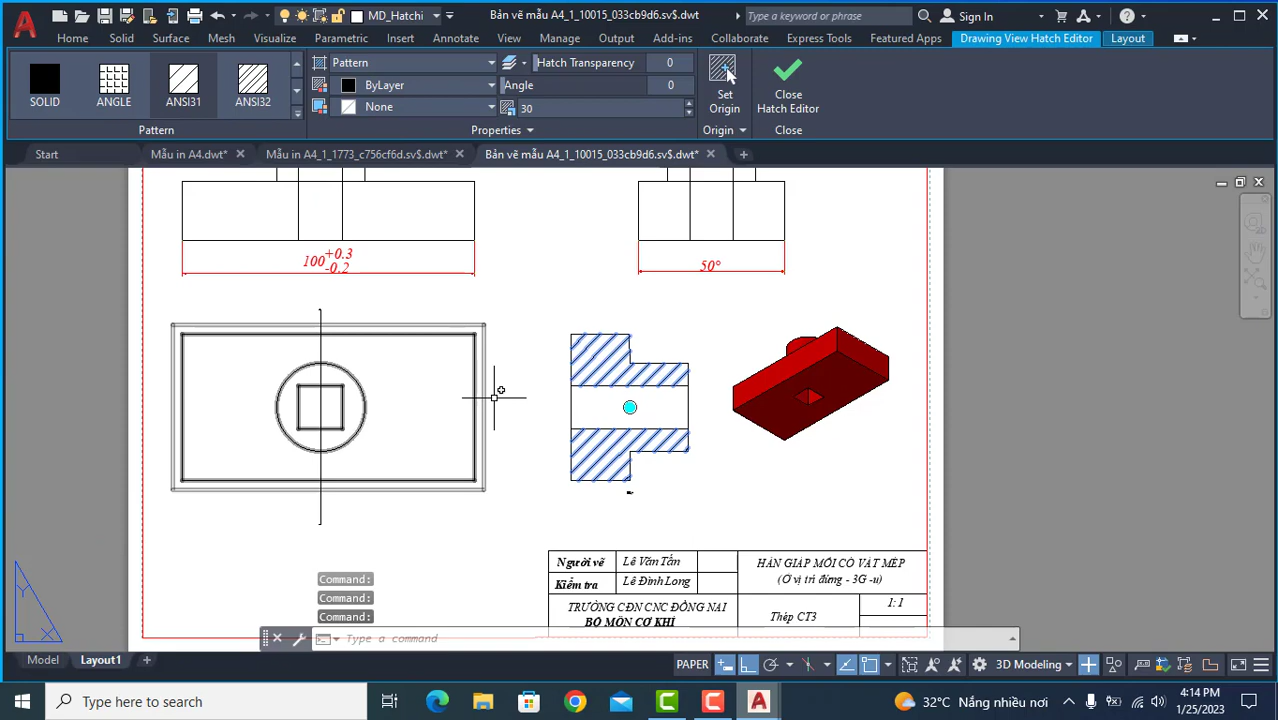 MD_Hatchi
Bản vẽ mẫu A4_1_10015_033cb9d6.sv$.dwt
Type a keyword or phrase
Sign In
Home Solid Surface Mesh Visualize Parametric Insert Annotate View Manage Add-ins Collaborate Express Tools Featured Apps Drawing View Hatch Editor Layout
SOLID ANGLE ANSI31 ANSI32
Pattern
Pattern
ByLayer
None
Hatch Transparency 0
Angle 0
30
Properties
Set
Origin
Origin
Close
Hatch Editor
Close
Start
Mẫu in A4.dwt*
Mẫu in A4_1_1773_c756cf6d.sv$.dwt*
Bản vẽ mẫu A4_1_10015_033cb9d6.sv$.dwt*
100+0.3
-0.2
50°
Người vẽ Lê Văn Tấn
Kiểm tra Lê Đình Long
HÀN GIÁP MỐI CÓ VÁT MÉP
(Ở vị trí đứng - 3G -u)
TRƯỜNG CĐN CNC ĐỒNG NAI
BỘ MÔN CƠ KHÍ
Thép CT3
1: 1
Command:
Command:
Command:
Type a command
Y
X
Model Layout1
PAPER
3D Modeling
Type here to search
32°C Nắng nhiều nơi
4:14 PM
1/25/2023